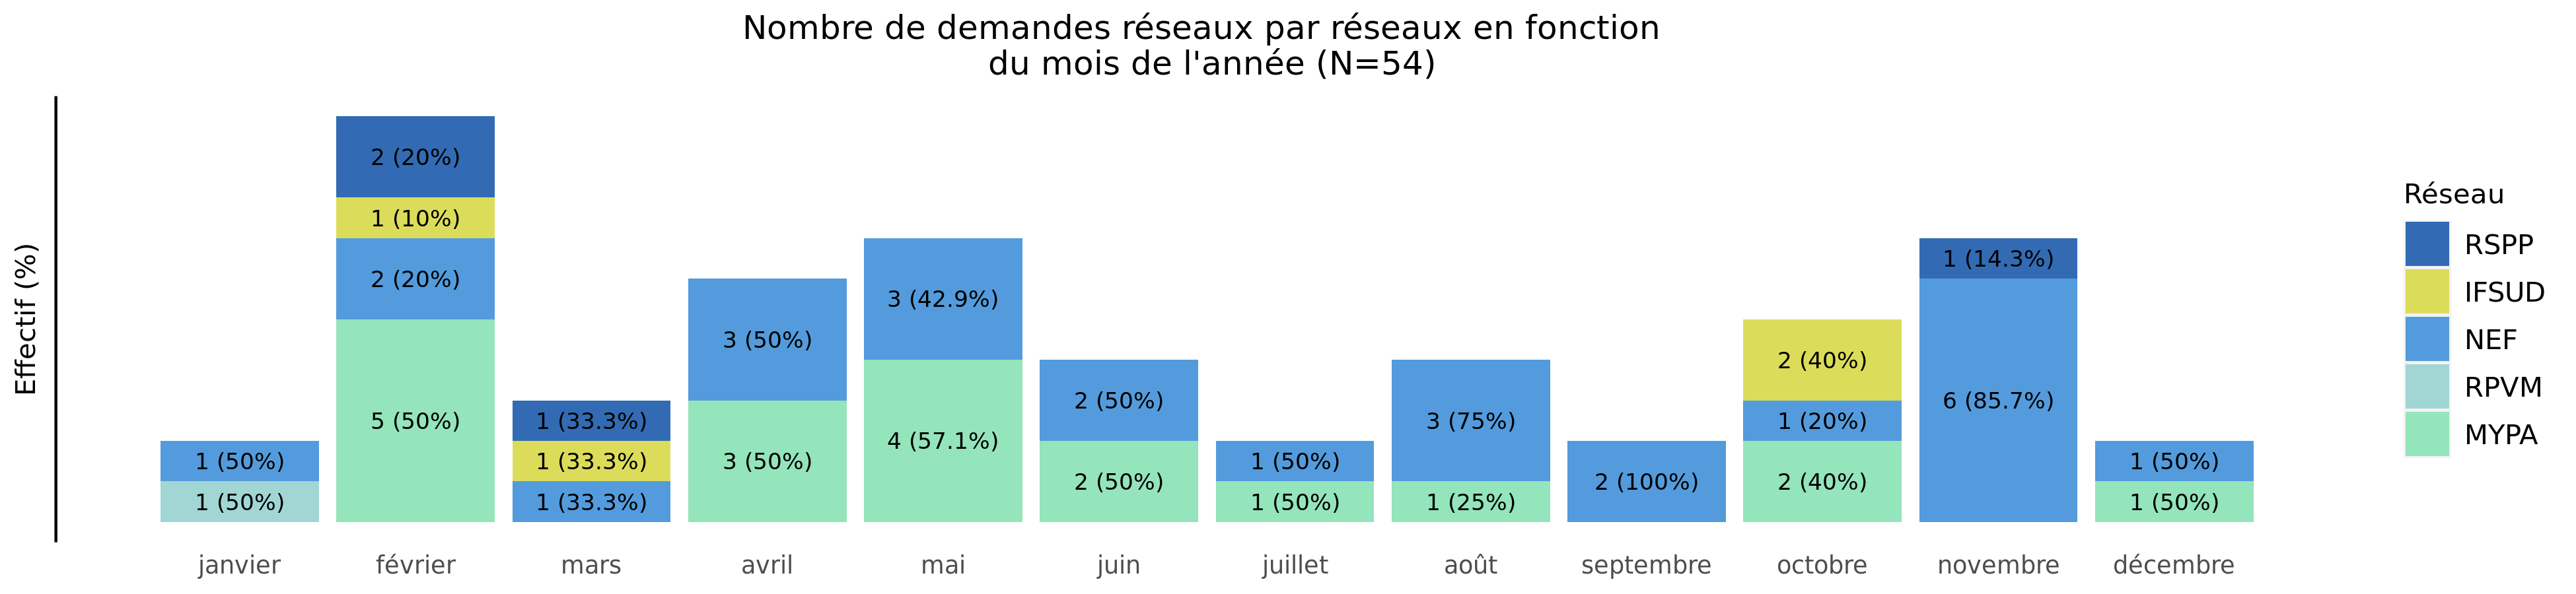 Nombre de demandes réseaux par réseaux en fonction
du mois de l'année (N=54)
Effectif (%)
2 (20%)
1 (10%)
2 (20%)
5 (50%)
1 (50%)
1 (50%)
1 (33.3%)
1 (33.3%)
1 (33.3%)
3 (50%)
3 (50%)
3 (42.9%)
4 (57.1%)
2 (50%)
2 (50%)
1 (50%)
1 (50%)
3 (75%)
1 (25%)
2 (100%)
2 (40%)
1 (20%)
2 (40%)
1 (14.3%)
6 (85.7%)
1 (50%)
1 (50%)
janvier
février
mars
avril
mai
juin
juillet
août
septembre
octobre
novembre
décembre
Réseau
RSPP
IFSUD
NEF
RPVM
MYPA